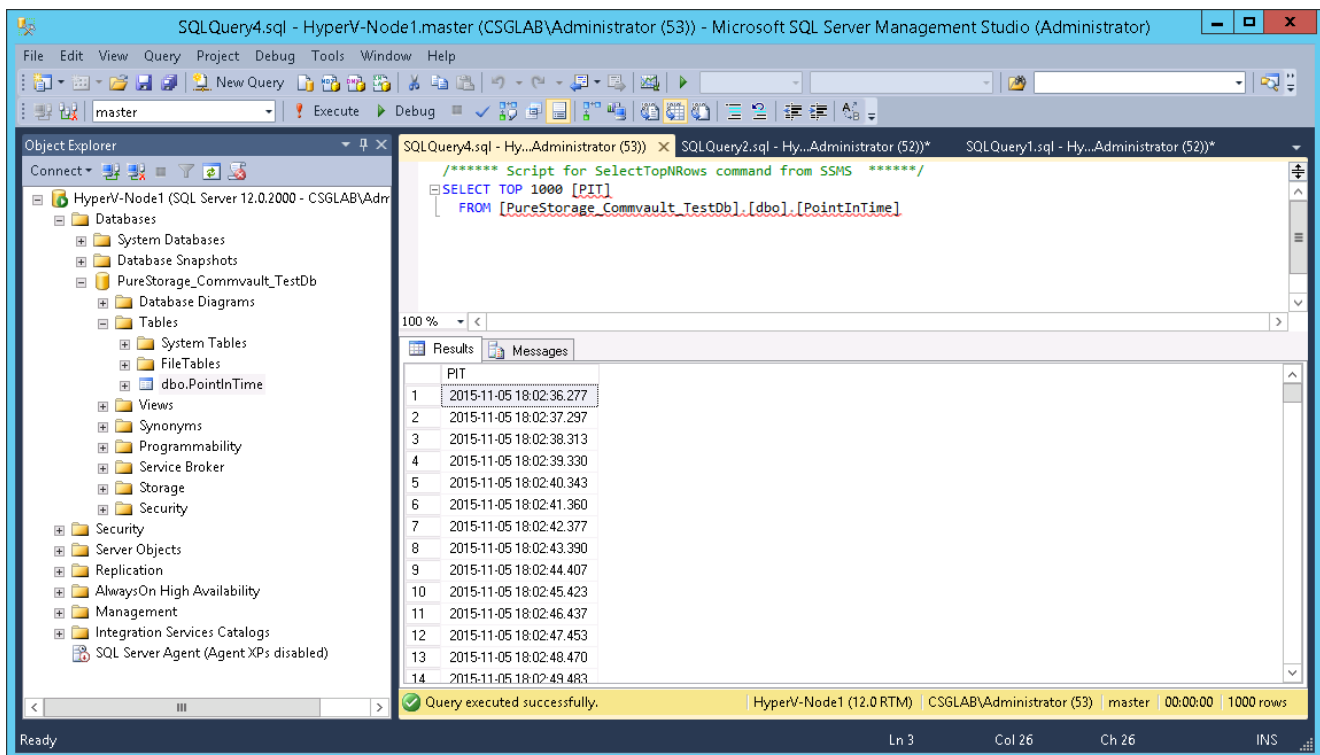 SQLQuery4.sql - HyperV-Node1.master (CSGLAB\Administrator (53)) - Microsoft SQL Server Management Studio (Administrator)
File Edit View Query Project Debug Tools Window Help
New Query
master Execute Debug
Object Explorer
Connect
HyperV-Node1 (SQL Server 12.0.2000 - CSGLAB\Adm
Databases
System Databases
Database Snapshots
PureStorage_Commvault_TestDb
Database Diagrams
Tables
System Tables
FileTables
dbo.PointInTime
Views
Synonyms
Programmability
Service Broker
Storage
Security
Security
Server Objects
Replication
AlwaysOn High Availability
Management
Integration Services Catalogs
SQL Server Agent (Agent XPs disabled)
SQLQuery4.sql - Hy...Administrator (53)) SQLQuery2.sql - Hy...Administrator (52))* SQLQuery1.sql - Hy...Administrator (52))*
/****** Script for SelectTopNRows command from SSMS ******/
SELECT TOP 1000 [PIT]
FROM [PureStorage_Commvault_TestDb].[dbo].[PointInTime]
100 %
Results Messages
PIT
1 2015-11-05 18:02:36.277
2 2015-11-05 18:02:37.297
3 2015-11-05 18:02:38.313
4 2015-11-05 18:02:39.330
5 2015-11-05 18:02:40.343
6 2015-11-05 18:02:41.360
7 2015-11-05 18:02:42.377
8 2015-11-05 18:02:43.390
9 2015-11-05 18:02:44.407
10 2015-11-05 18:02:45.423
11 2015-11-05 18:02:46.437
12 2015-11-05 18:02:47.453
13 2015-11-05 18:02:48.470
14 2015-11-05 18:02:49.483
Query executed successfully. HyperV-Node1 (12.0 RTM) CSGLAB\Administrator (53) master 00:00:00 1000 rows
Ready Ln 3 Col 26 Ch 26 INS